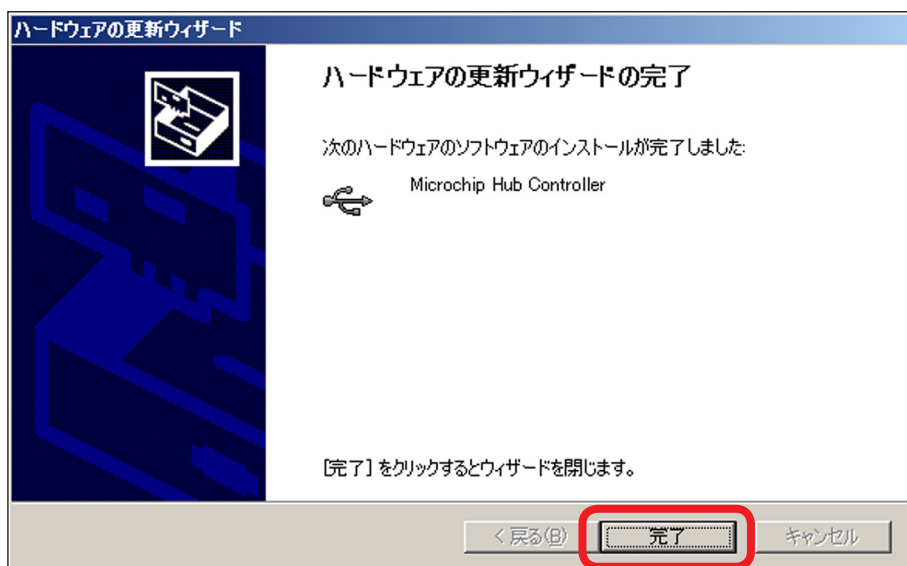 ハードウェアの更新ウィザード
ハードウェアの更新ウィザードの完了
次のハードウェアのソフトウェアのインストールが完了しました:
Microchip Hub Controller
[完了] をクリックするとウィザードを閉じます。
< 戻る(B) 完了 キャンセル